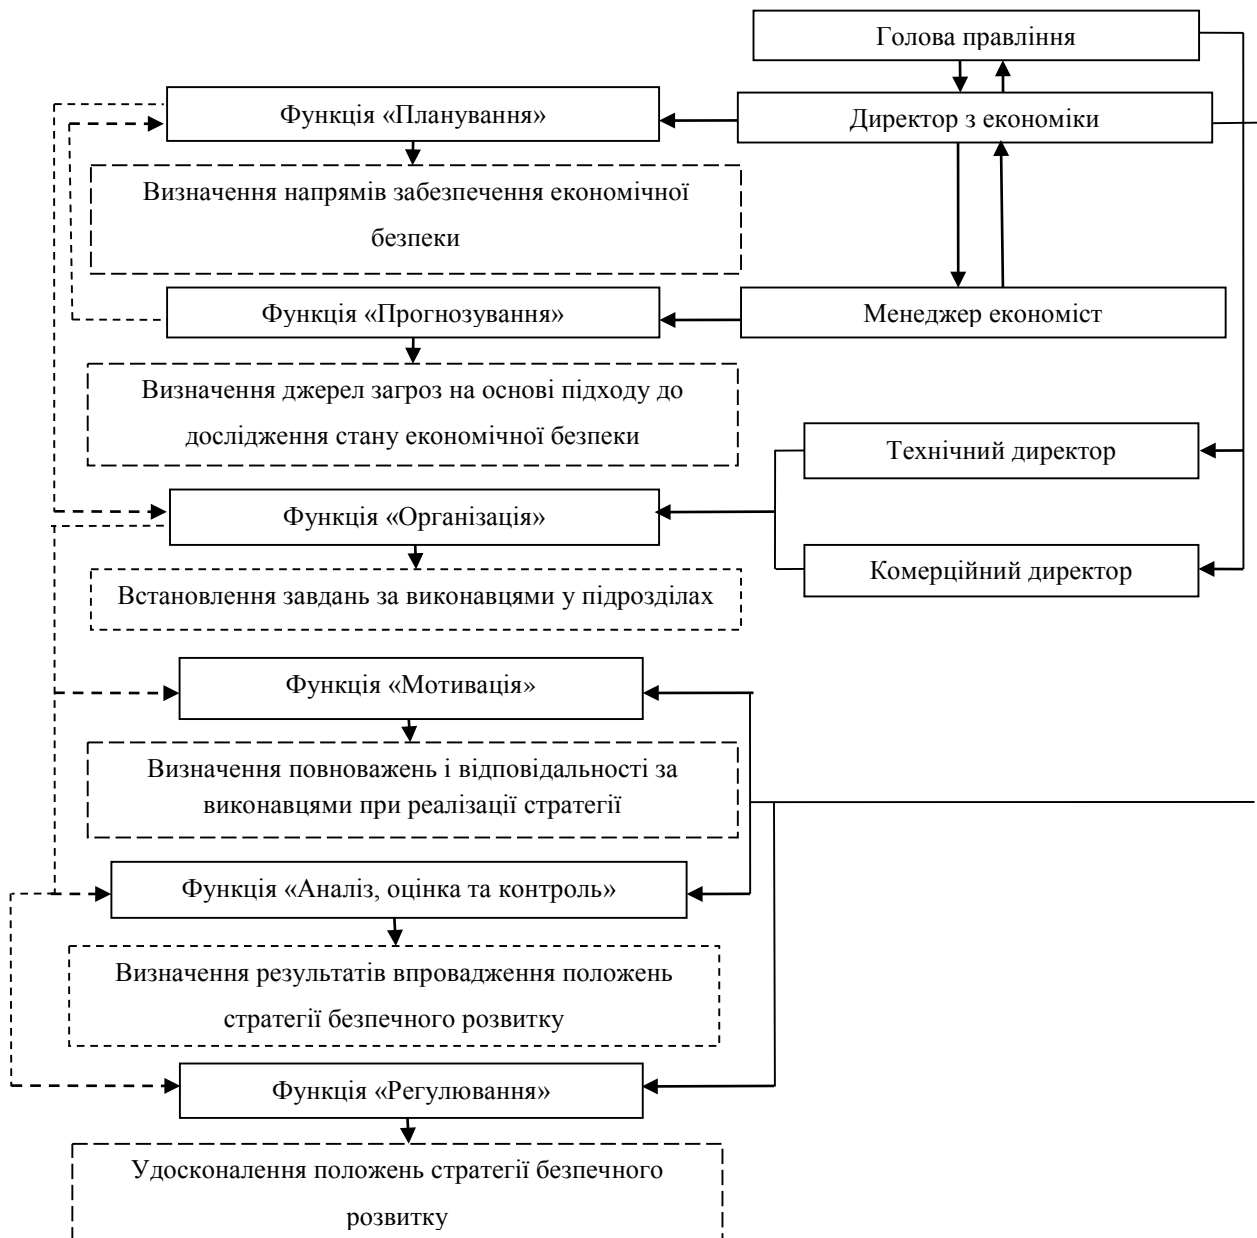 Голова правління
Функція «Планування»
Директор з економіки
Визначення напрямів забезпечення економічної
безпеки
Функція «Прогнозування»
Менеджер економіст
Визначення джерел загроз на основі підходу до
дослідження стану економічної безпеки
Технічний директор
Функція «Організація»
Комерційний директор
Встановлення завдань за виконавцями у підрозділах
Функція «Мотивація»
Визначення повноважень і відповідальності за
виконавцями при реалізації стратегії
Функція «Аналіз, оцінка та контроль»
Визначення результатів впровадження положень
стратегії безпечного розвитку
Функція «Регулювання»
Удосконалення положень стратегії безпечного
розвитку